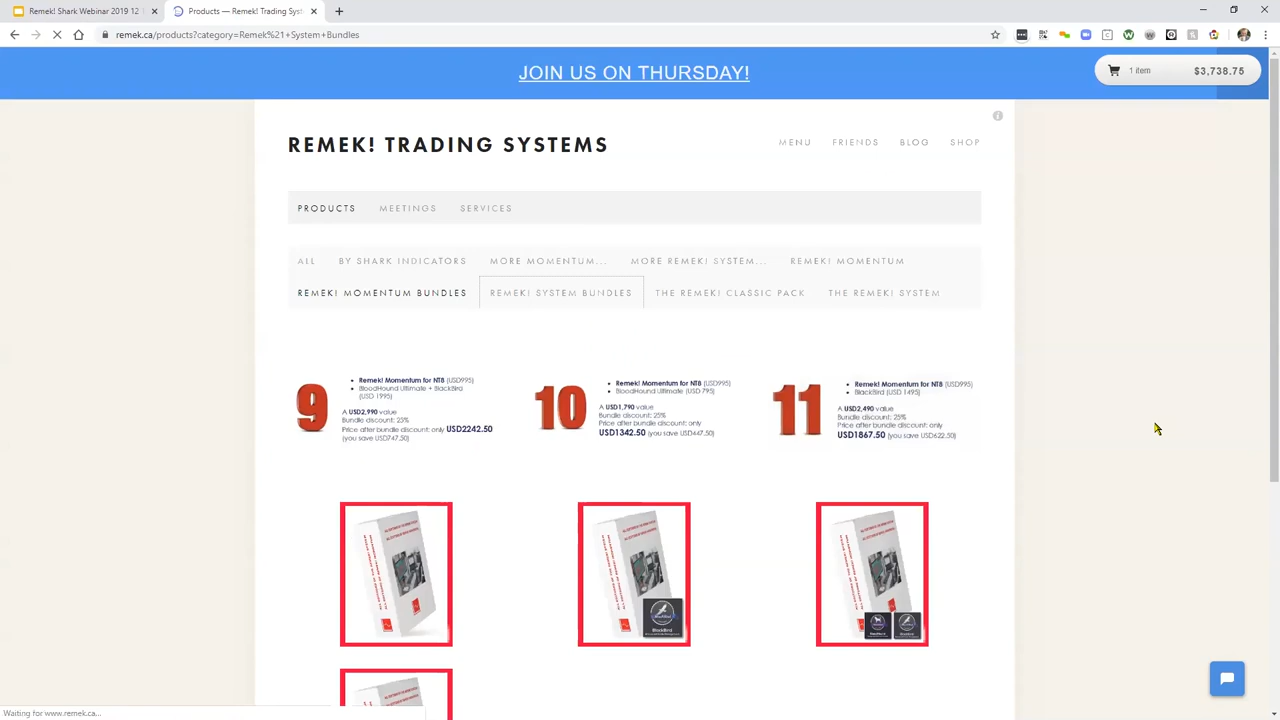 Remek! Shark Webinar 2019 12
Products — Remek! Trading Syst
remek.ca/products?category=Remek%21+System+Bundles
JOIN US ON THURSDAY!
1 item $3,738.75
REMEK! TRADING SYSTEMS
MENU FRIENDS BLOG SHOP
PRODUCTS MEETINGS SERVICES
ALL BY SHARK INDICATORS MORE MOMENTUM... MORE REMEK! SYSTEM... REMEK! MOMENTUM
REMEK! MOMENTUM BUNDLES REMEK! SYSTEM BUNDLES THE REMEK! CLASSIC PACK THE REMEK! SYSTEM
9
• Remek! Momentum for NT8 (USD995)
• BloodHound Ultimate + BlackBird
(USD 1995)
A USD2,990 value
Bundle discount: 25%
Price after bundle discount: only USD2242.50
(you save USD747.50)
10
• Remek! Momentum for NT8 (USD995)
• BloodHound Ultimate (USD 795)
A USD1,790 value
Bundle discount: 25%
Price after bundle discount: only
USD1342.50 (you save USD447.50)
11
• Remek! Momentum for NT8 (USD995)
• BlackBird (USD 1495)
A USD2,490 value
Bundle discount: 25%
Price after bundle discount: only
USD1867.50 (you save USD622.50)
BlackBird
Waiting for www.remek.ca...